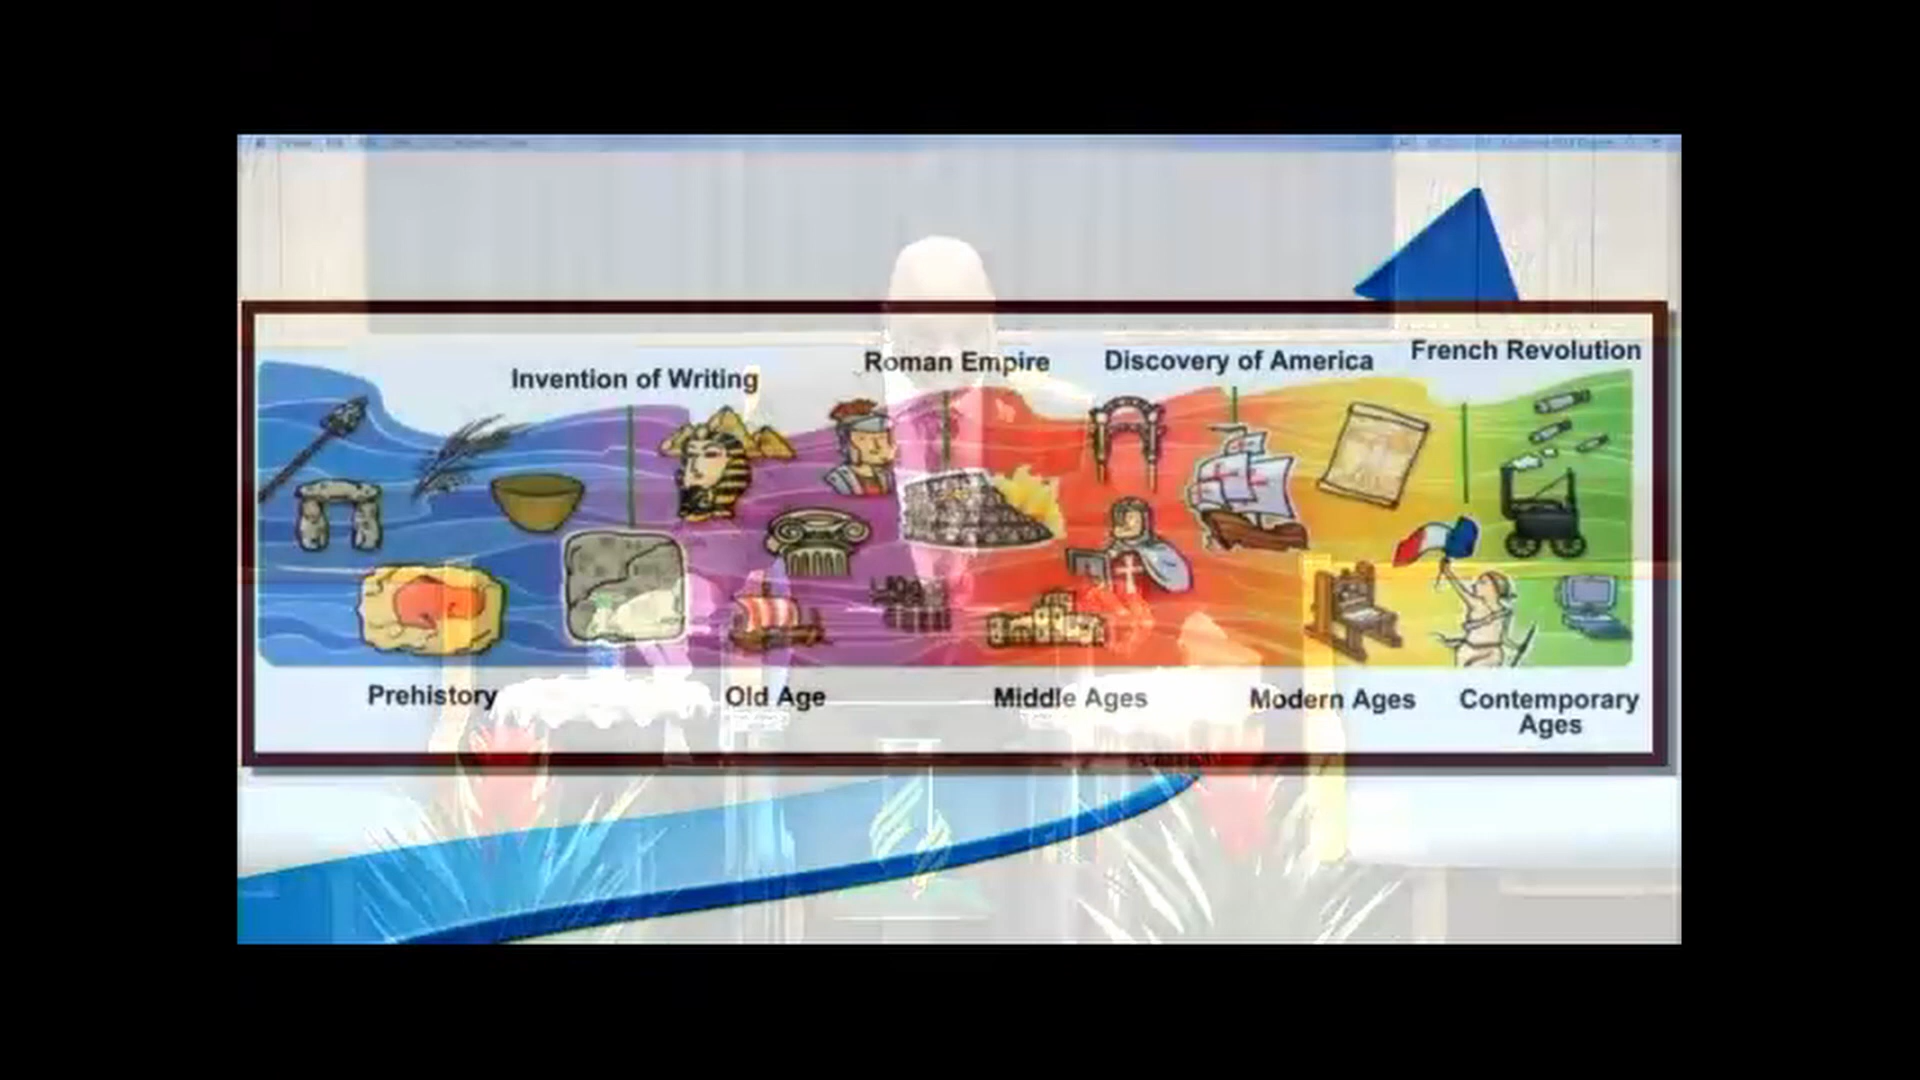 Invention of Writing
Roman Empire
Discovery of America
French Revolution
Prehistory
Old Age
Middle Ages
Modern Ages
Contemporary
Ages